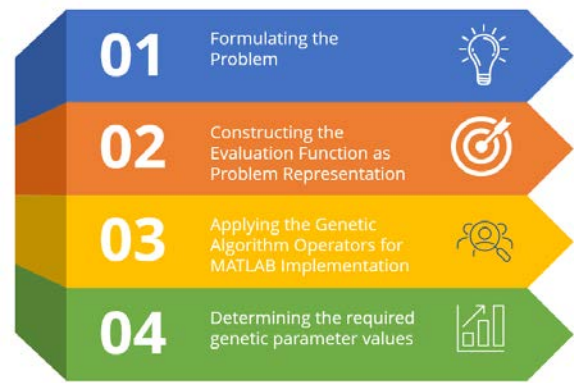 01
Formulating the
Problem
02
Constructing the
Evaluation Function as
Problem Representation
03
Applying the Genetic
Algorithm Operators for
MATLAB Implementation
04
Determining the required
genetic parameter values